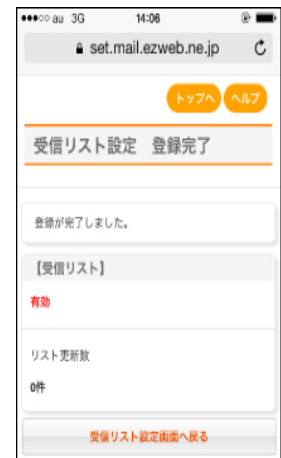 ●●●○○ au 3G 14:06
set.mail.ezweb.ne.jp
トップへ ヘルプ
受信リスト設定 登録完了
登録が完了しました。
【受信リスト】
有効
リスト更新数
0件
受信リスト設定画面へ戻る